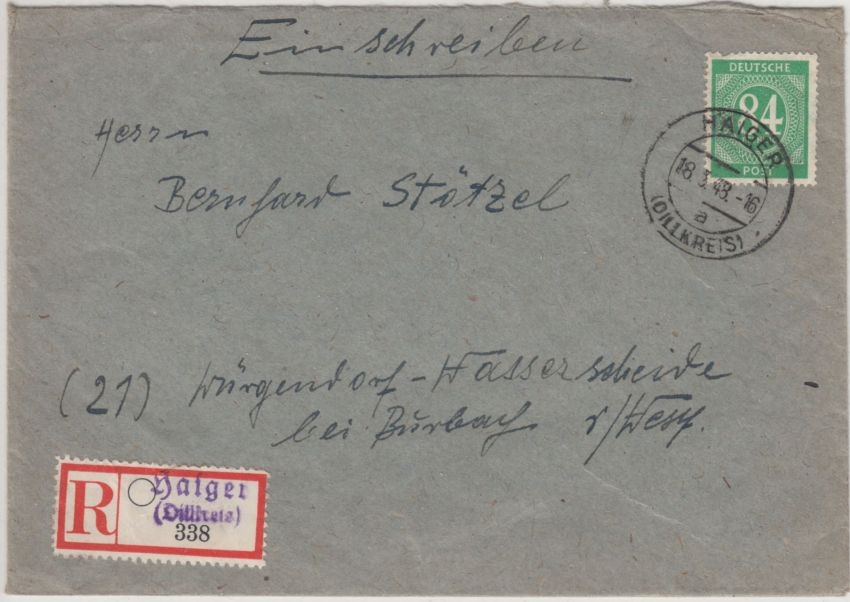 Einschreiben
DEUTSCHE
84
POST
HAIGER
18.3.48.-16
a
(DILLKREIS)
Herrn
Bernhard Stötzel
(21) Würgendorf-Wasserscheide
bei Burbach i/Westf.
R
Haiger
(Dillkreis)
338